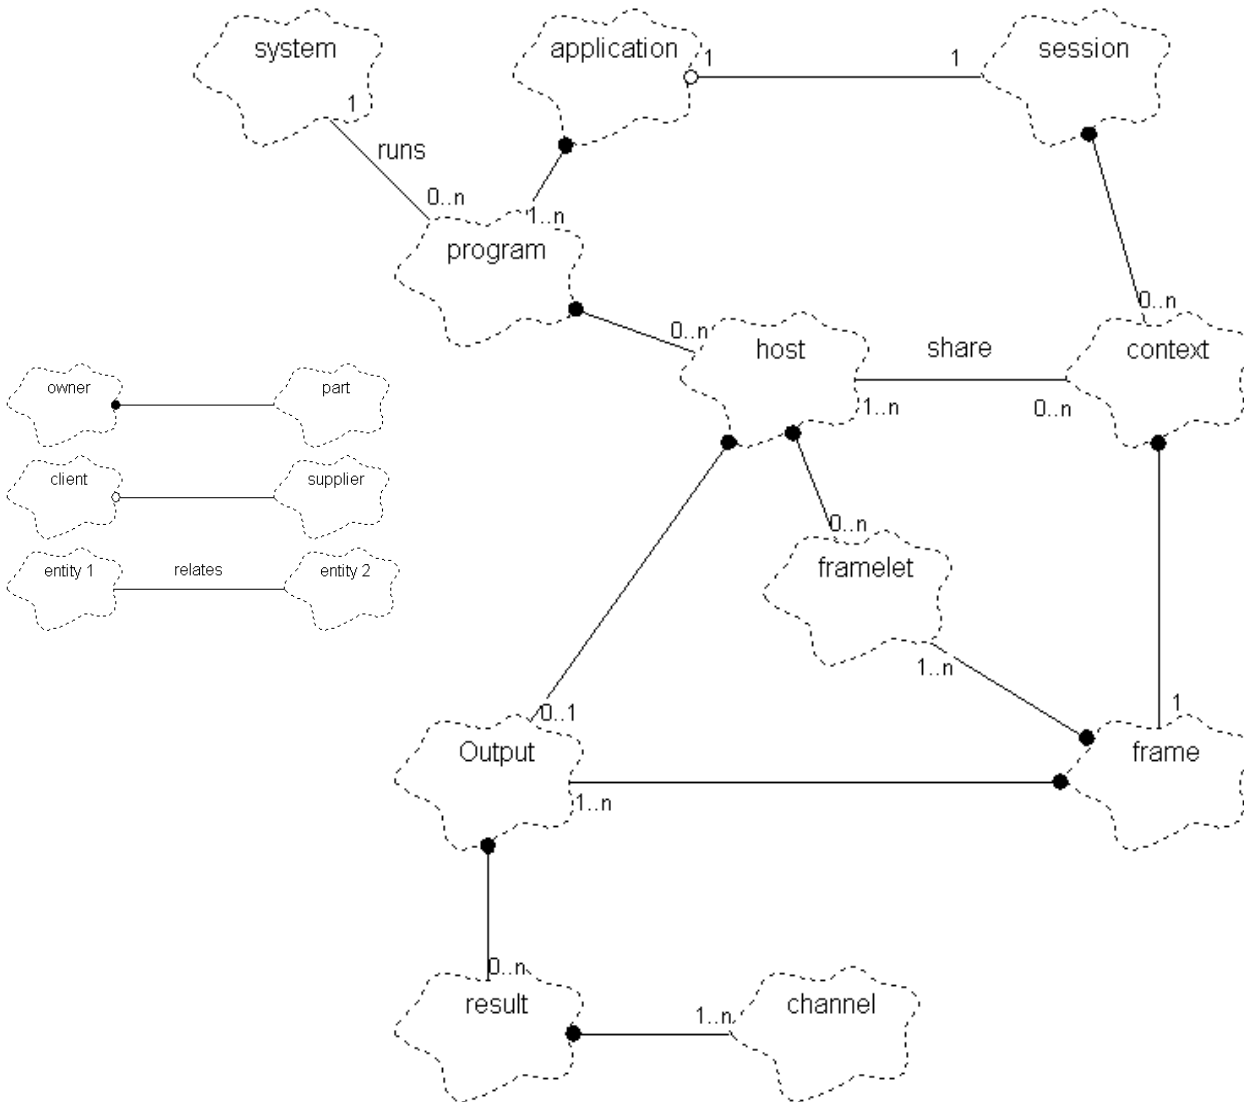 system
application
session
1
1
1
runs
0..n
1..n
program
0..n
0..n
host
share
context
1..n
0..n
owner
part
client
supplier
entity 1
relates
entity 2
0..n
framelet
1..n
1
0..1
Output
frame
1..n
0..n
result
channel
1..n